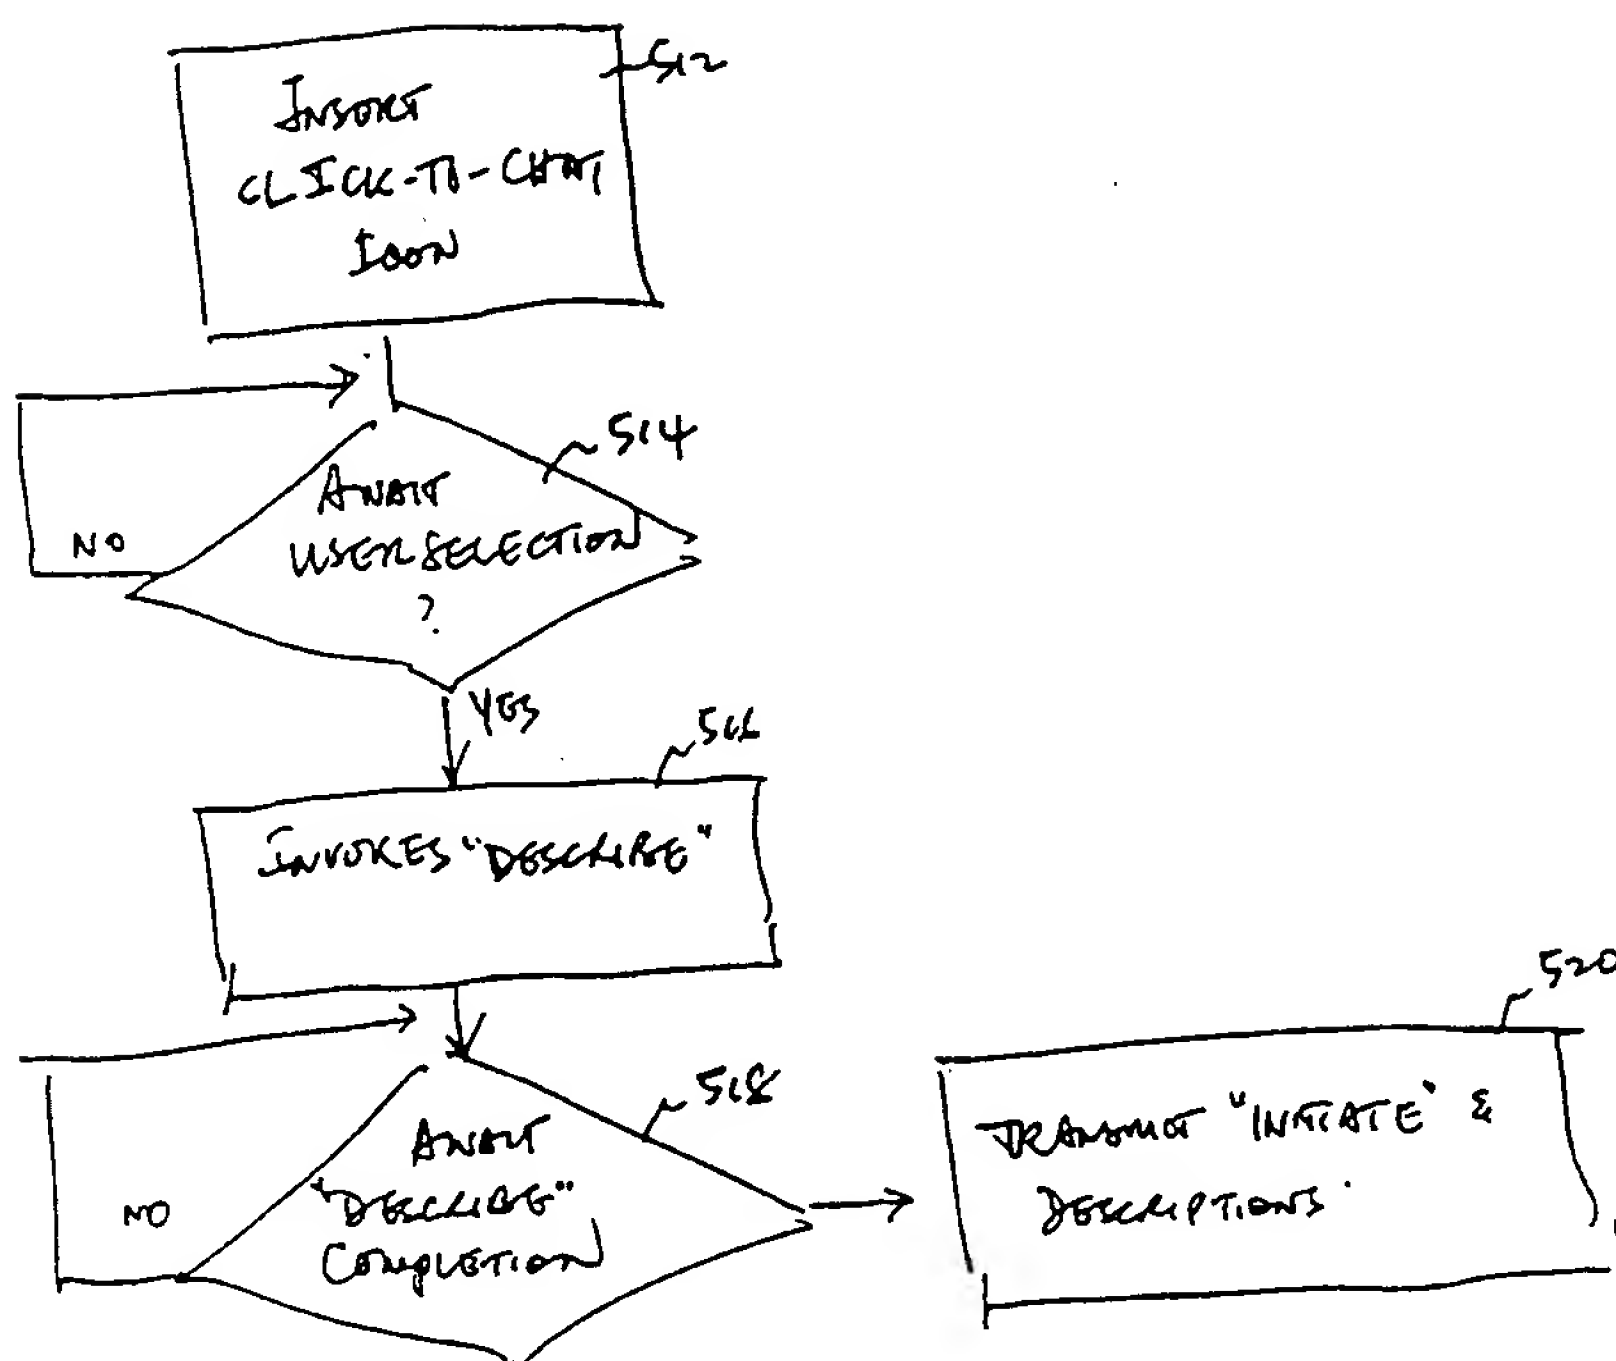 512
INSERT
CLICK-TO-CHAT
ICON
514
AWAIT
USER SELECTION
?
NO
YES
516
INVOKES "DESCRIBE"
518
AWAIT
"DESCRIBE"
COMPLETION
NO
520
TRANSMIT "INITIATE" &
DESCRIPTIONS